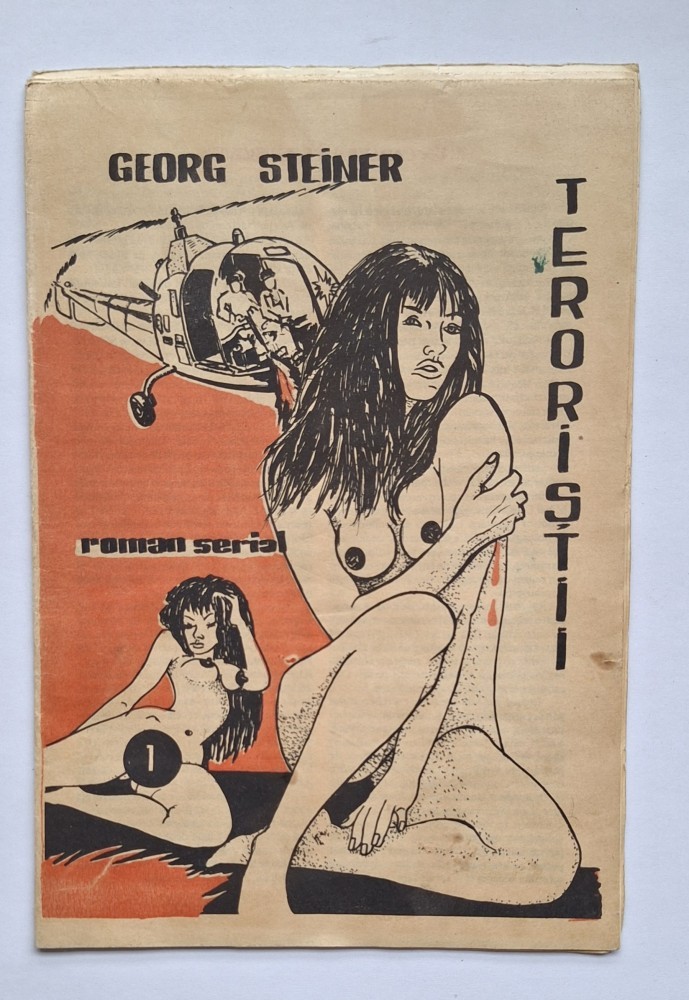 GEORG STEINER
TERORIȘTII
roman serial
1